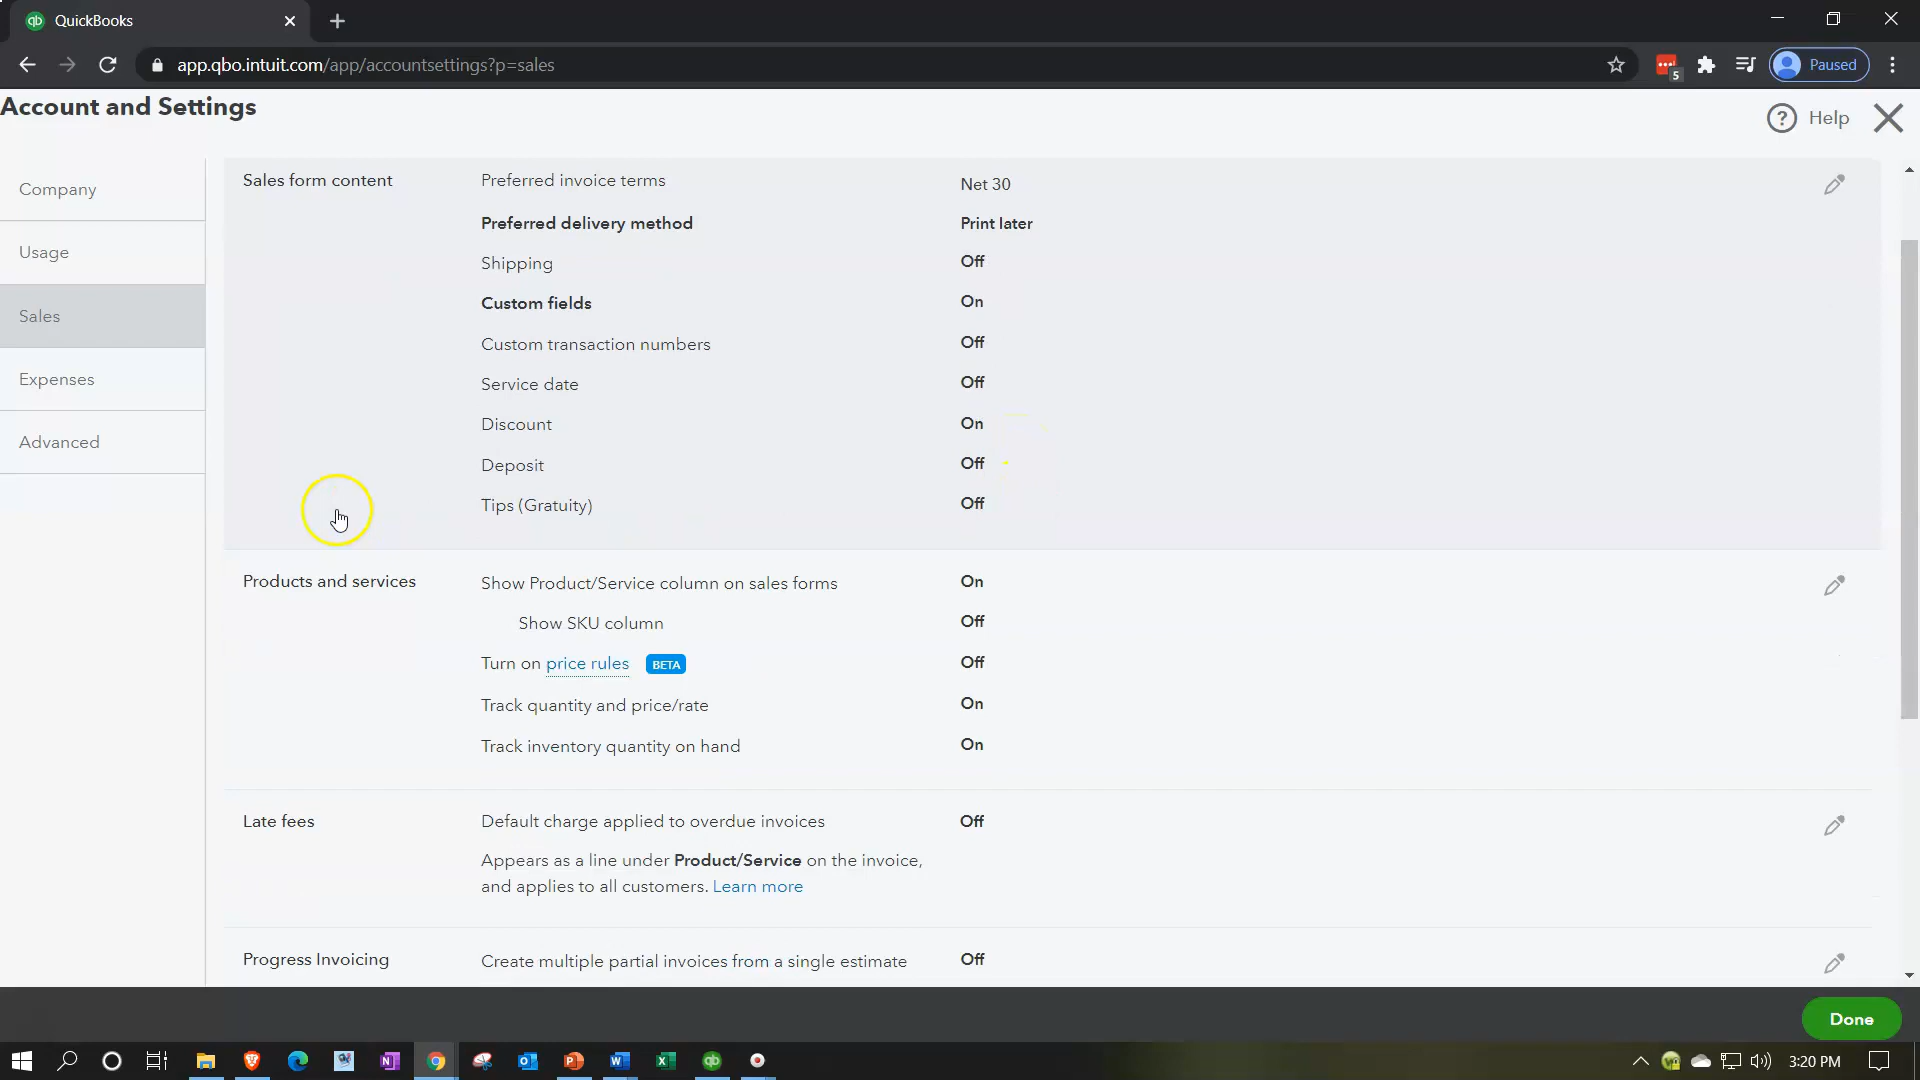 QuickBooks
app.qbo.intuit.com/app/accountsettings?p=sales
5
Paused
Account and Settings
? Help
Company
Usage
Sales
Expenses
Advanced
Sales form content
Preferred invoice terms Net 30
Preferred delivery method Print later
Shipping Off
Custom fields On
Custom transaction numbers Off
Service date Off
Discount On
Deposit Off
Tips (Gratuity) Off
Products and services
Show Product/Service column on sales forms On
Show SKU column Off
Turn on price rules BETA Off
Track quantity and price/rate On
Track inventory quantity on hand On
Late fees
Default charge applied to overdue invoices Off
Appears as a line under Product/Service on the invoice,
and applies to all customers. Learn more
Progress Invoicing
Create multiple partial invoices from a single estimate Off
Done
3:20 PM